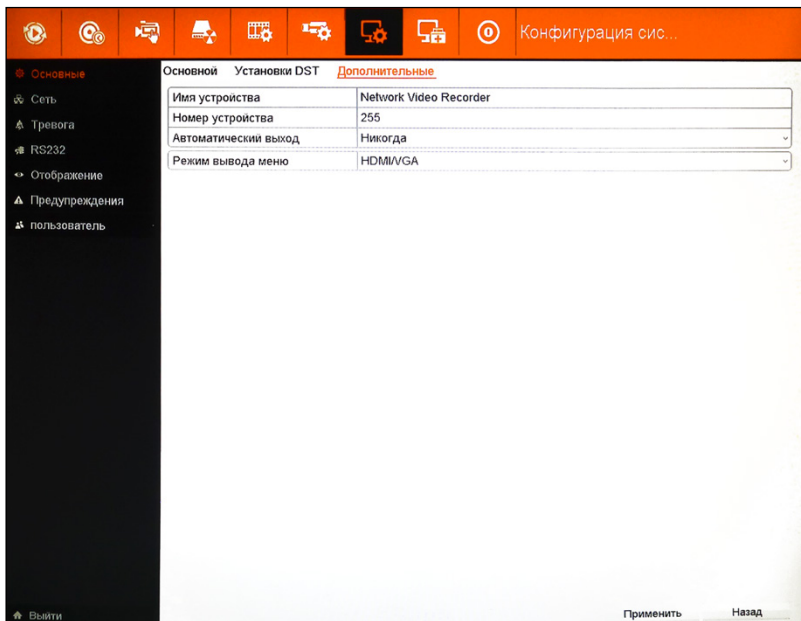 Конфигурация сис...
Основные
Сеть
Тревога
RS232
Отображение
Предупреждения
пользователь
Выйти
Основной Установки DST Дополнительные
Имя устройства Network Video Recorder
Номер устройства 255
Автоматический выход Никогда
Режим вывода меню HDMI/VGA
Применить Назад